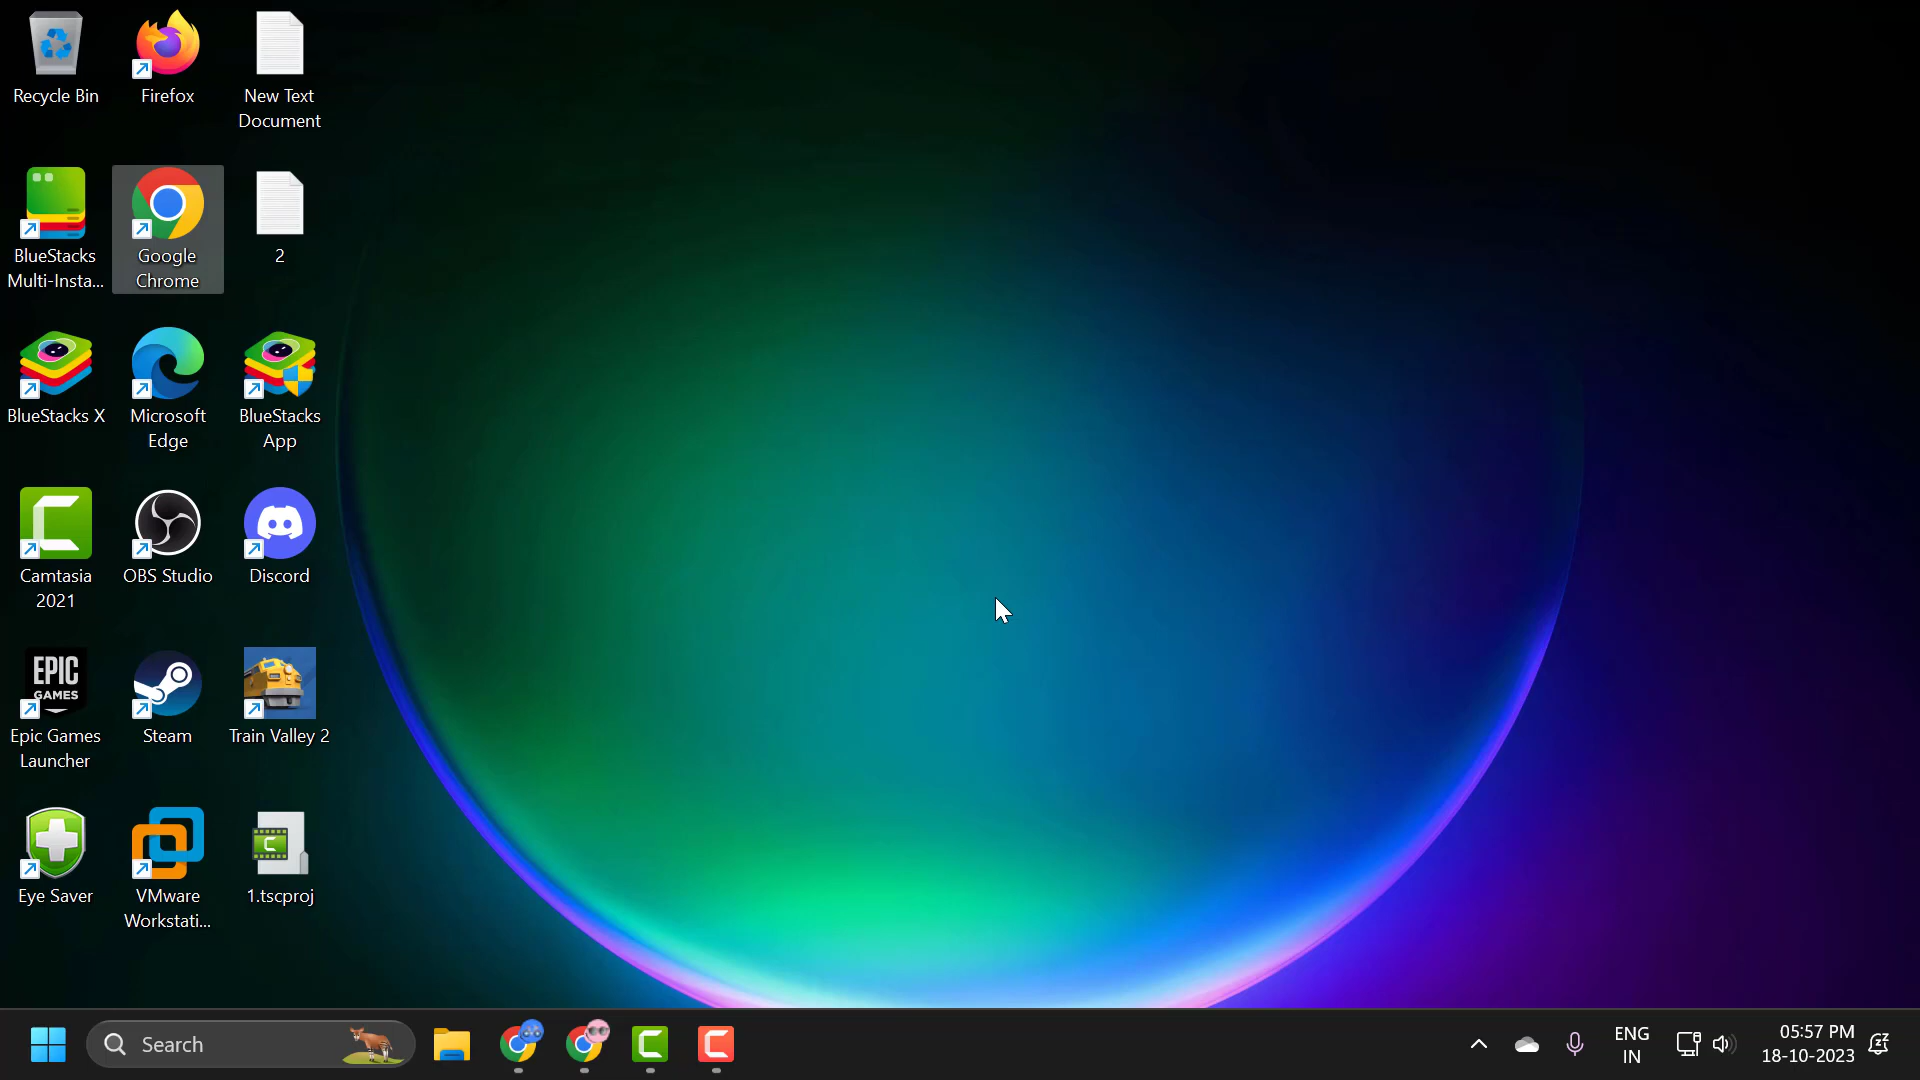 Recycle Bin
Firefox
New Text
Document
BlueStacks
Multi-Insta...
Google
Chrome
2
BlueStacks X
Microsoft
Edge
BlueStacks
App
Camtasia
2021
OBS Studio
Discord
EPIC
GAMES
Epic Games
Launcher
Steam
Train Valley 2
Eye Saver
VMware
Workstati...
1.tscproj
Search
ENG
IN
05:57 PM
18-10-2023